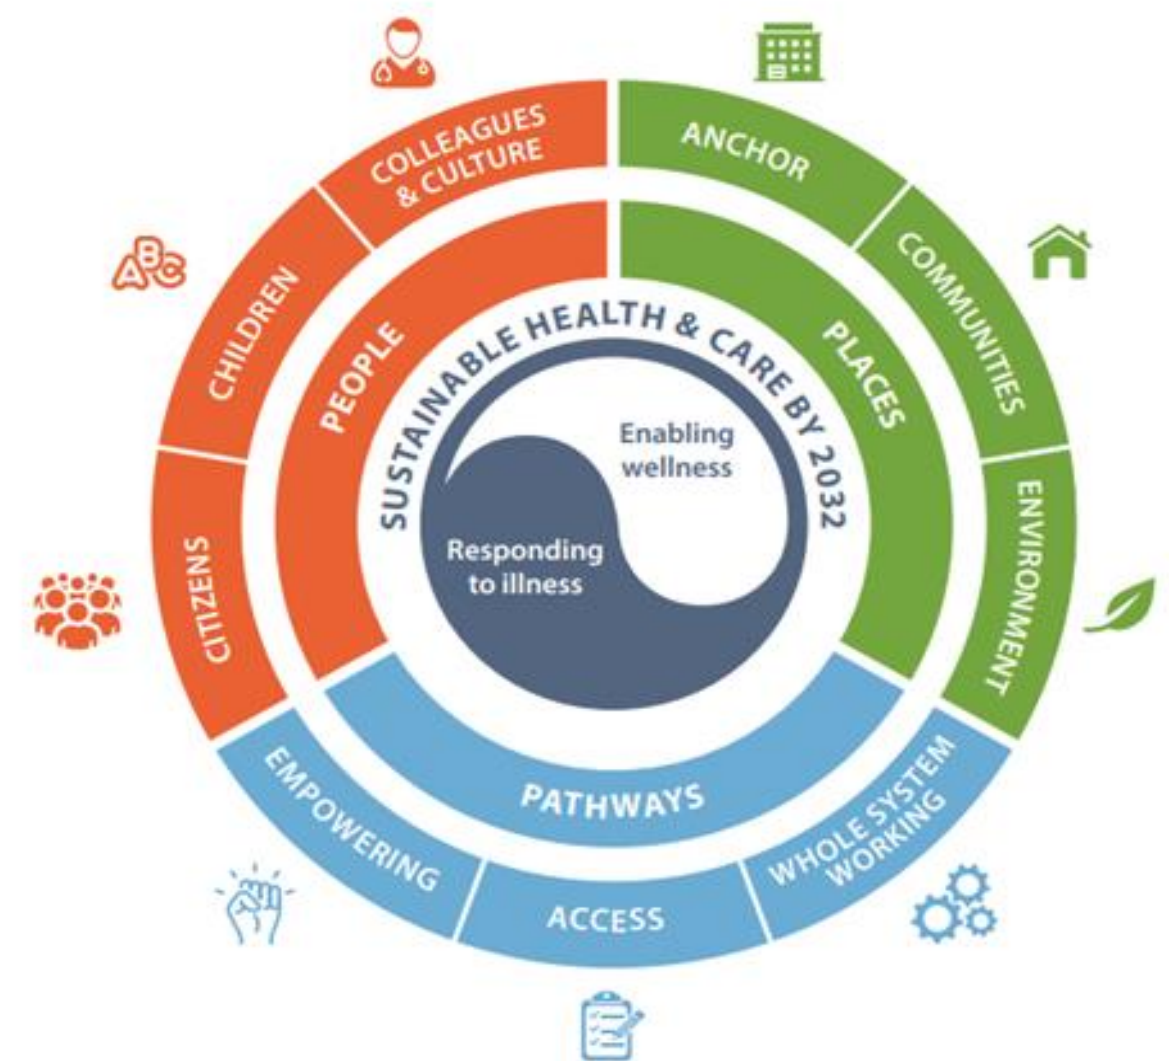 COLLEAGUES
& CULTURE
ANCHOR
COMMUNITIES
ENVIRONMENT
WHOLE SYSTEM
WORKING
ACCESS
EMPOWERING
CITIZENS
CHILDREN
ABC
PEOPLE
PLACES
PATHWAYS
SUSTAINABLE HEALTH & CARE BY 2032
Enabling
wellness
Responding
to illness